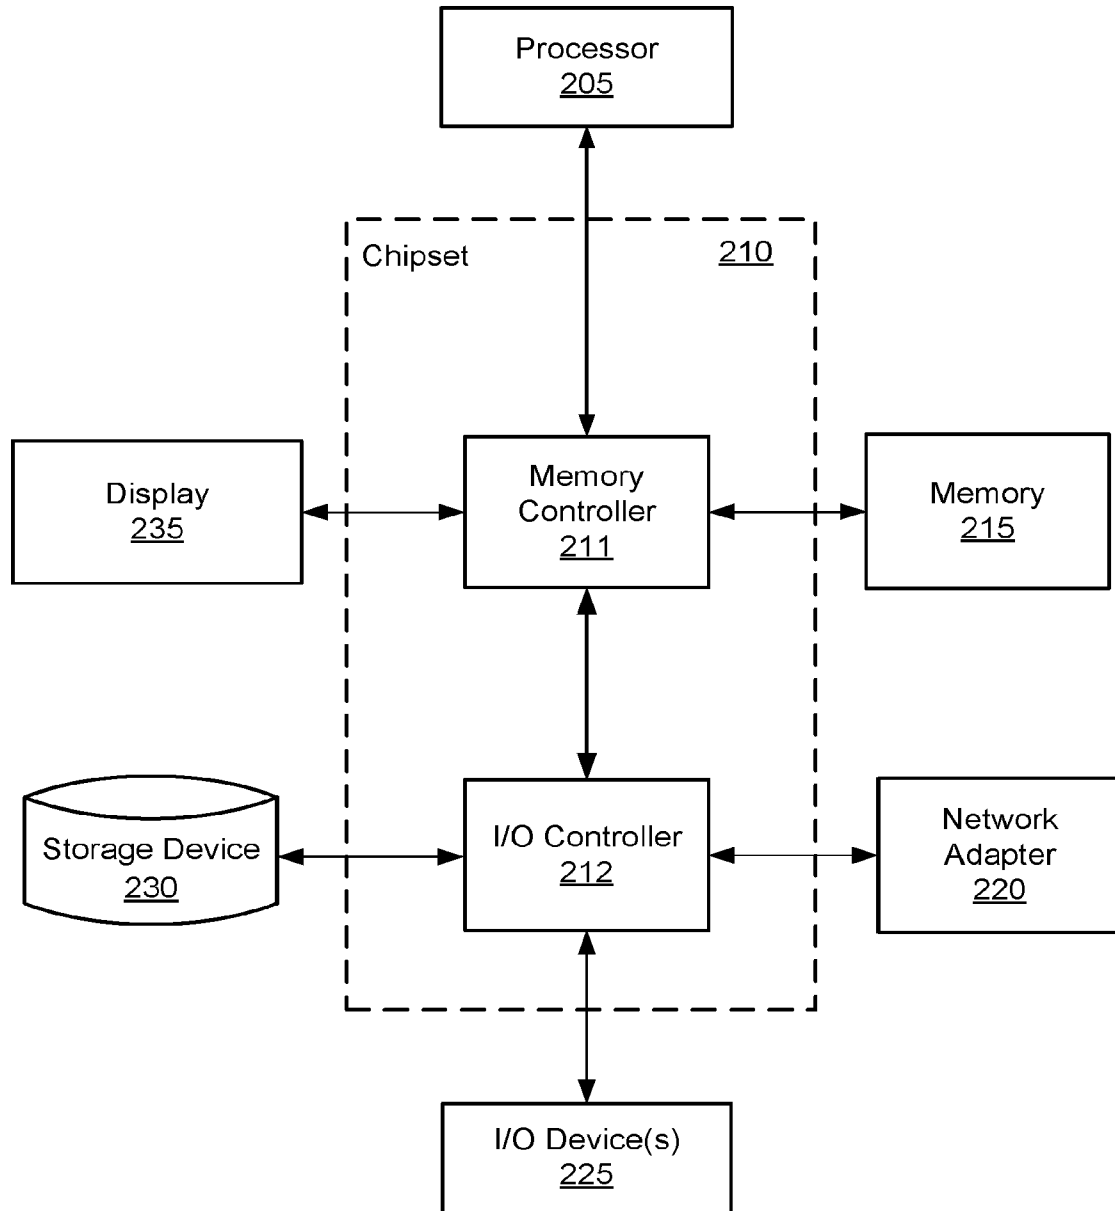 Processor
205
Chipset
210
Display
235
Memory
Controller
211
Memory
215
Storage Device
230
I/O Controller
212
Network
Adapter
220
I/O Device(s)
225